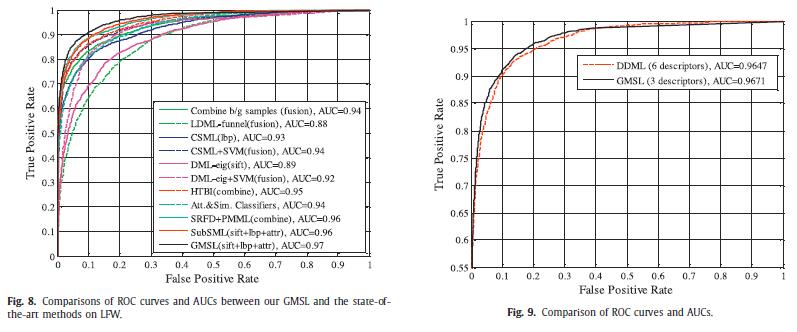 1
0.9
0.8
0.7
0.6
0.5
0.4
0.3
0.2
0.1
0
True Positive Rate
Combine b/g samples (fusion), AUC=0.94
LDML-funnel(fusion), AUC=0.88
CSML(lbp), AUC=0.93
CSML+SVM(fusion), AUC=0.94
DML-eig(sift), AUC=0.89
DML-eig+SVM(fusion), AUC=0.92
HTBI(combine), AUC=0.95
Att.&Sim. Classifiers, AUC=0.94
SRFD+PMML(combine), AUC=0.96
SubSML(sift+lbp+attr), AUC=0.96
GMSL(sift+lbp+attr), AUC=0.97
0 0.1 0.2 0.3 0.4 0.5 0.6 0.7 0.8 0.9 1
False Positive Rate
Fig. 8. Comparisons of ROC curves and AUCs between our GMSL and the state-of-
the-art methods on LFW.
1
0.95
0.9
0.85
0.8
0.75
0.7
0.65
0.6
0.55
True Positive Rate
DDML (6 descriptors), AUC=0.9647
GMSL (3 descriptors), AUC=0.9671
0 0.1 0.2 0.3 0.4 0.5 0.6 0.7 0.8 0.9 1
False Positive Rate
Fig. 9. Comparison of ROC curves and AUCs.